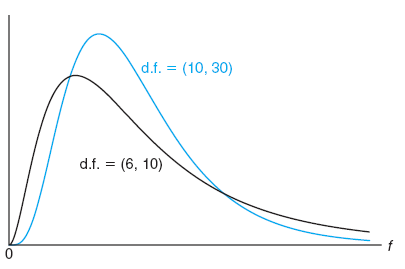 d.f. = (10, 30)
d.f. = (6, 10)
0
f